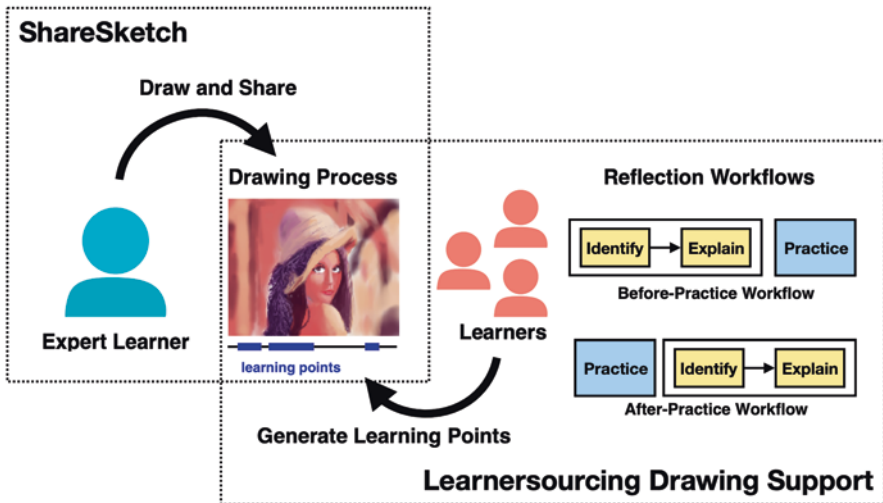 ShareSketch
Draw and Share
Drawing Process
Expert Learner
learning points
Learners
Generate Learning Points
Reflection Workflows
Identify
Explain
Practice
Before-Practice Workflow
Practice
Identify
Explain
After-Practice Workflow
Learnersourcing Drawing Support